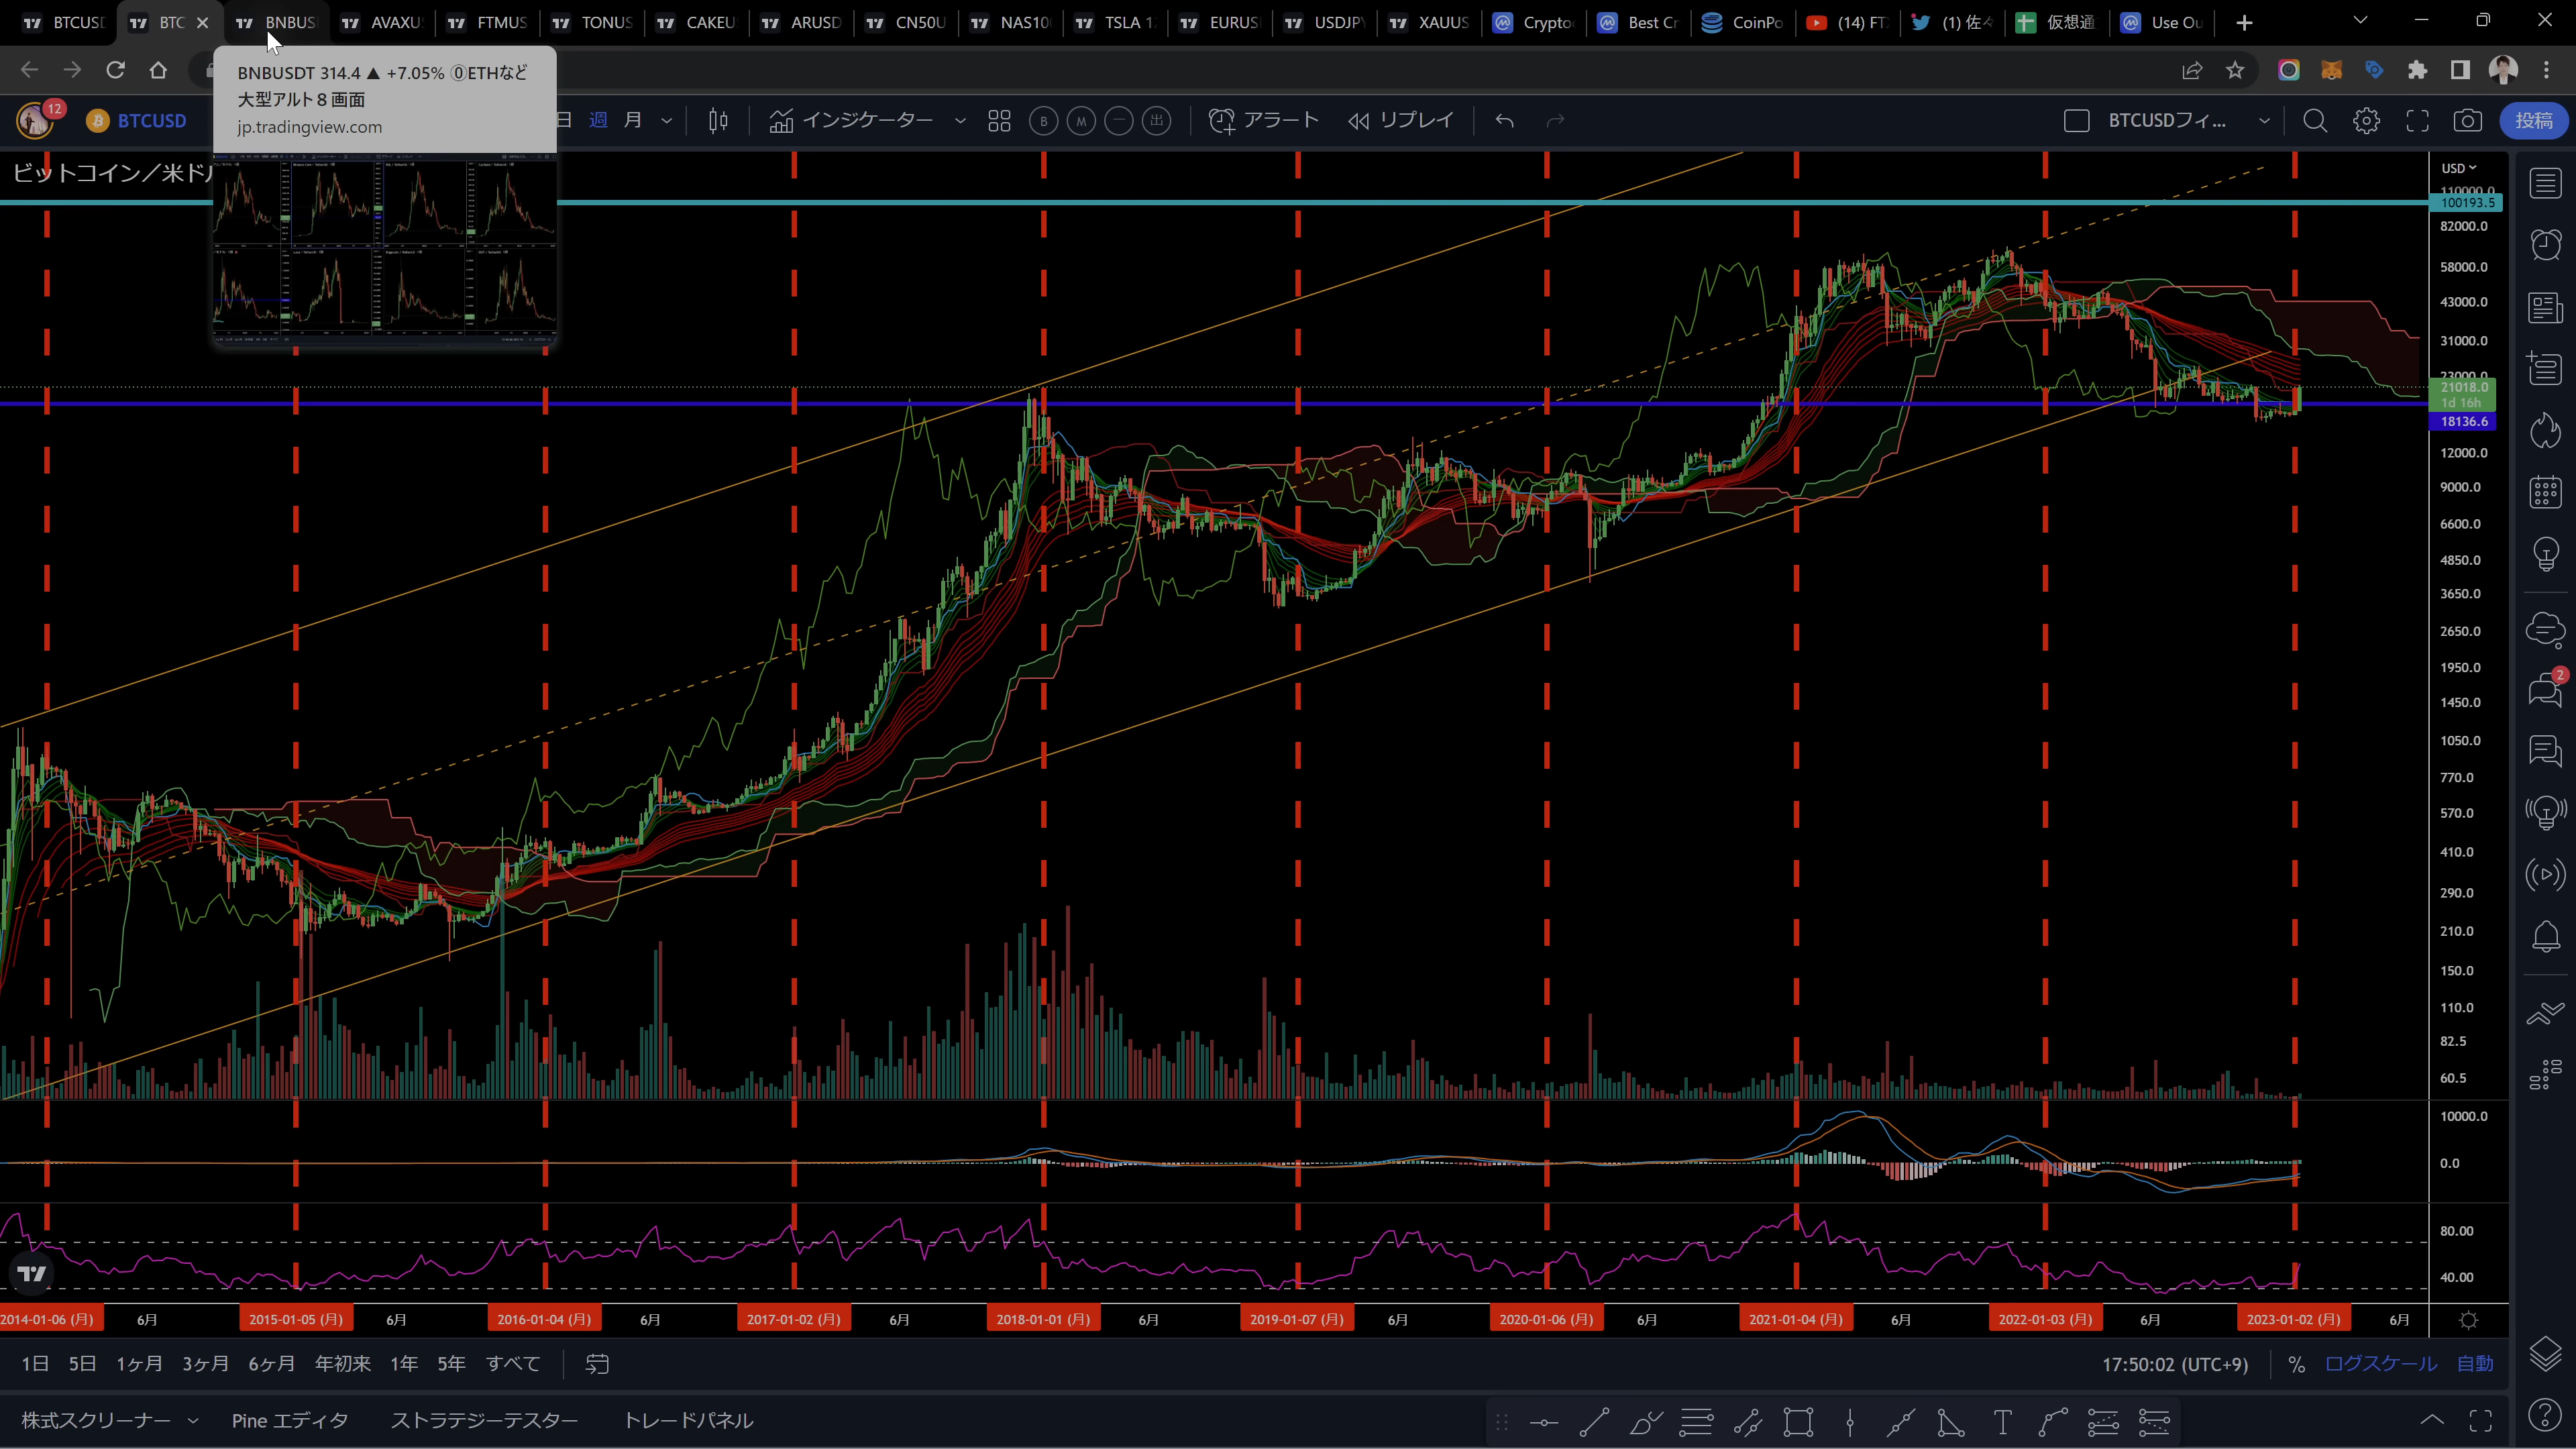 BTCUSD
BTC
BNBUS
AVAXU
FTMUS
TONUS
CAKEU
ARUSD
CN50U
NAS10
TSLA
EURUS
USDJPY
XAUUS
Crypto
Best Cr
CoinPo
(14) FT
(1) 佐々
仮想通
Use Ou
BNBUSDT 314.4 ▲ +7.05% ⓪ETHなど
大型アルト８画面
jp.tradingview.com
12
BTCUSD
日 週 月
インジケーター
B
M
一
出
アラート
リプレイ
BTCUSDフィ...
投稿
ビットコイン／米ドル
USD
110000.0
100193.5
82000.0
58000.0
43000.0
31000.0
23000.0
21018.0
1d 16h
18136.6
12000.0
9000.0
6600.0
4850.0
3650.0
2650.0
1950.0
1450.0
1050.0
770.0
570.0
410.0
290.0
210.0
150.0
110.0
82.5
60.5
10000.0
0.0
80.00
40.00
2
2014-01-06 (月) 6月 2015-01-05 (月) 6月 2016-01-04 (月) 6月 2017-01-02 (月) 6月 2018-01-01 (月) 6月 2019-01-07 (月) 6月 2020-01-06 (月) 6月 2021-01-04 (月) 6月 2022-01-03 (月) 6月 2023-01-02 (月) 6月
1日 5日 1ヶ月 3ヶ月 6ヶ月 年初来 1年 5年 すべて
17:50:02 (UTC+9) % ログスケール 自動
株式スクリーナー Pine エディタ ストラテジーテスター トレードパネル